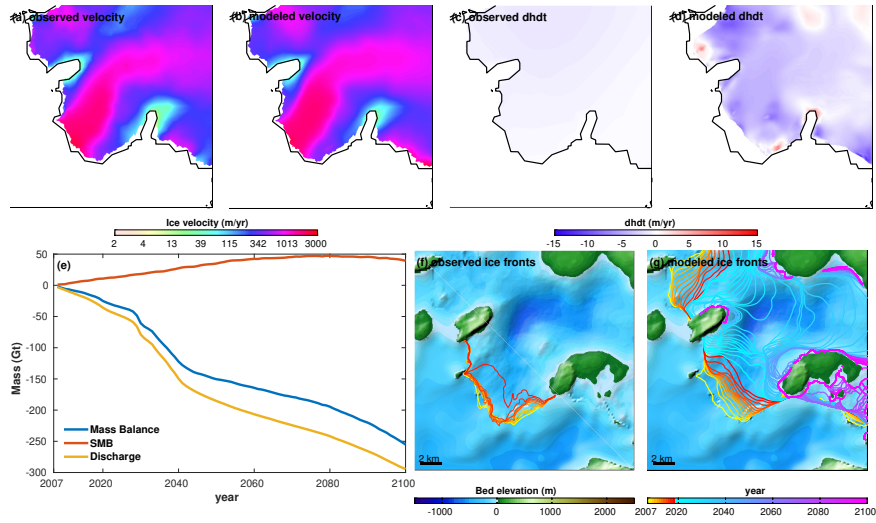 (a) observed velocity
(b) modeled velocity
(c) observed dhdt
(d) modeled dhdt
Ice velocity (m/yr)
2 4 13 39 115 342 1013 3000
dhdt (m/yr)
-15 -10 -5 0 5 10 15
(e)
50
0
-50
-100
-150
-200
-250
-300
Mass (Gt)
Mass Balance
SMB
Discharge
2007 2020 2040 2060 2080 2100
year
(f) observed ice fronts
2 km
(g) modeled ice fronts
2 km
Bed elevation (m)
-1000 0 1000 2000
year
2007 2020 2040 2060 2080 2100